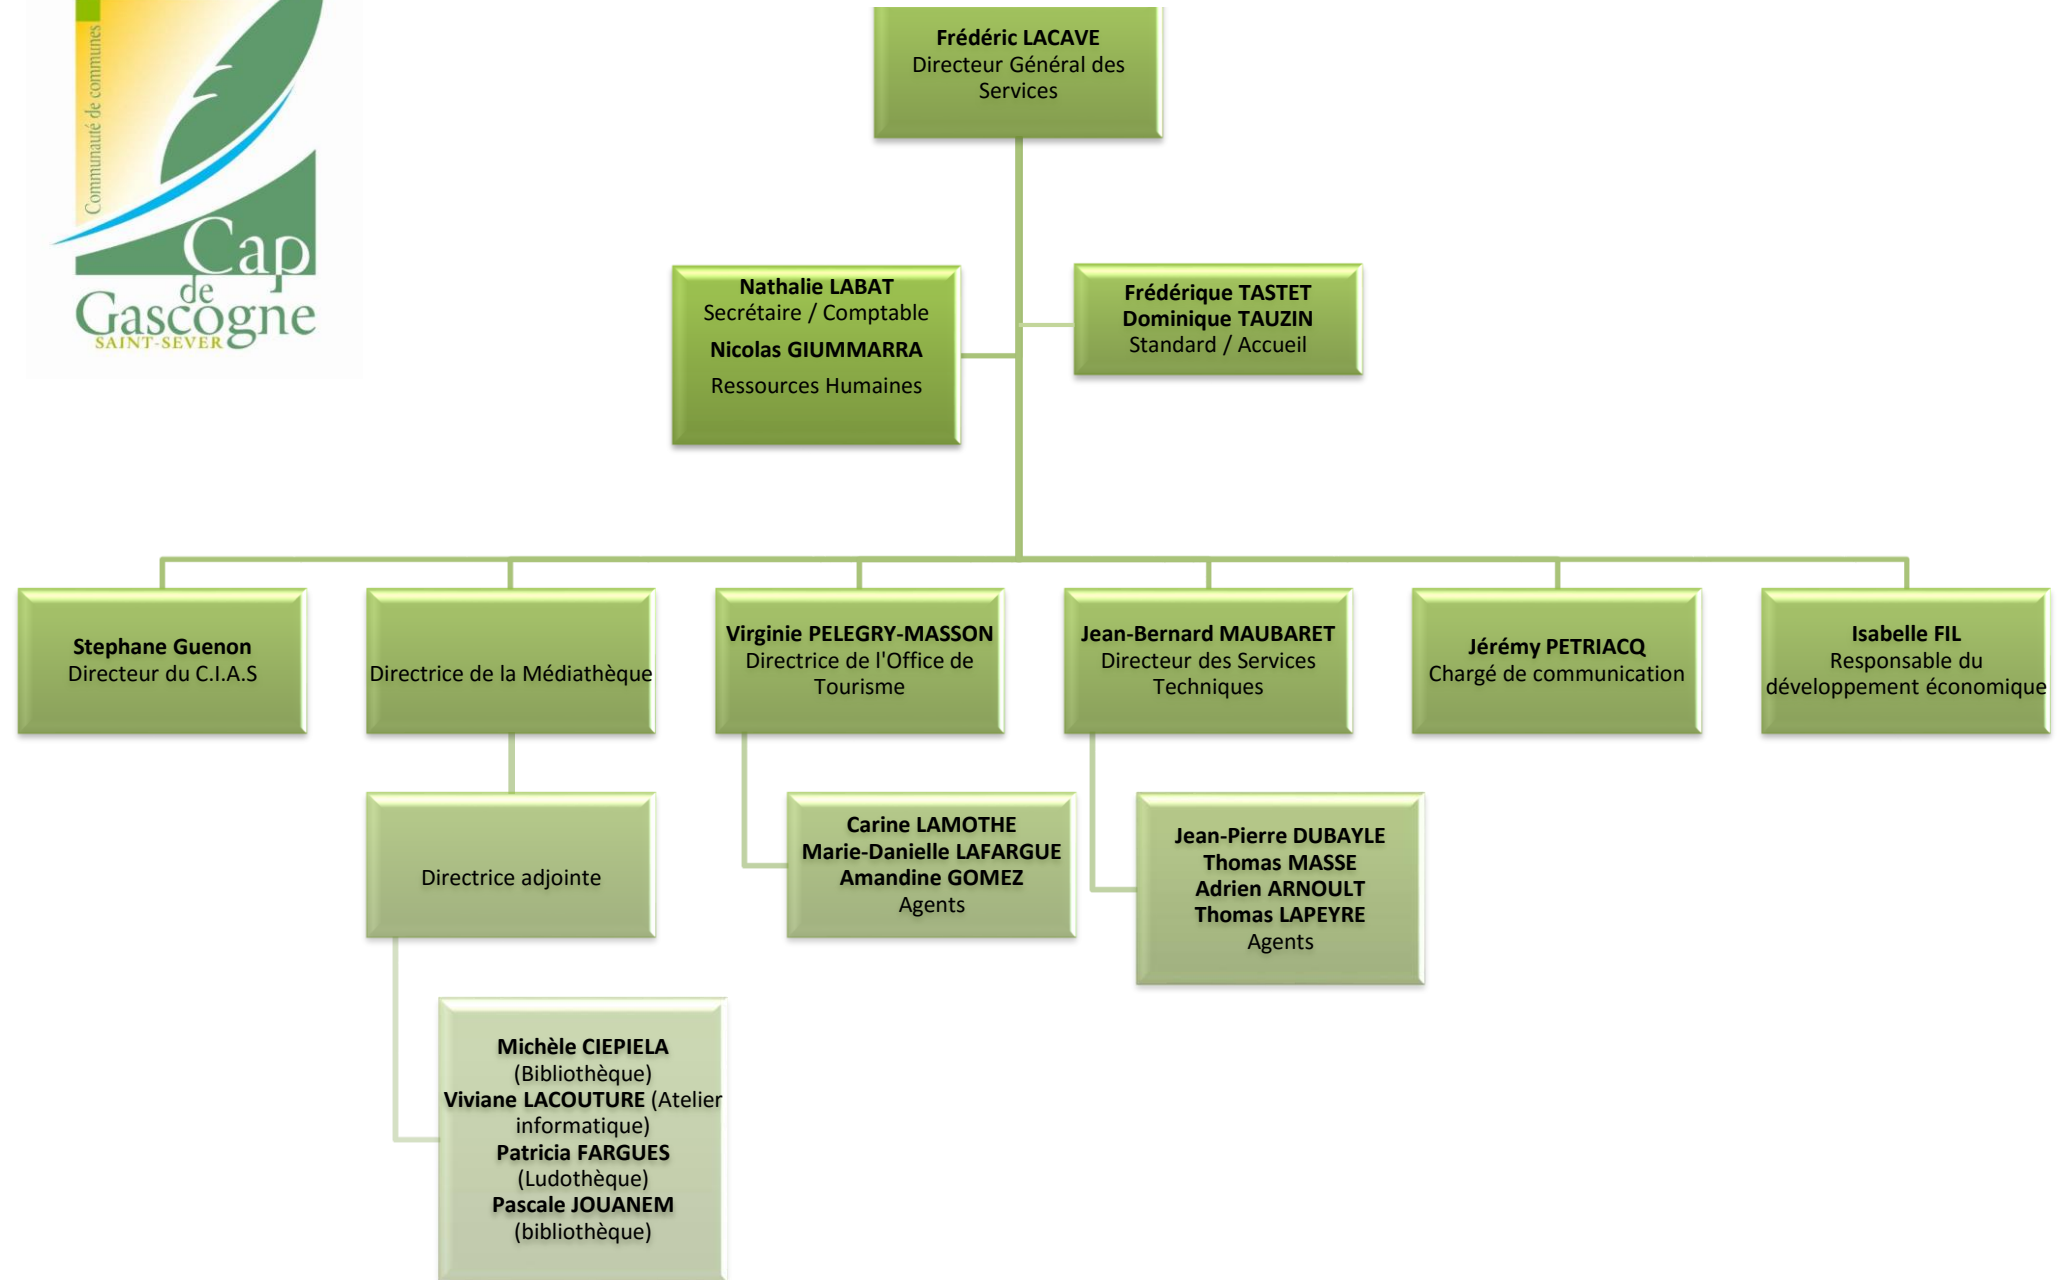 Communauté de communes
Cap
de
Gascogne
SAINT-SEVER
Frédéric LACAVE
Directeur Général des
Services
Nathalie LABAT
Secrétaire / Comptable
Nicolas GIUMMARRA
Ressources Humaines
Frédérique TASTET
Dominique TAUZIN
Standard / Accueil
Stephane Guenon
Directeur du C.I.A.S
Directrice de la Médiathèque
Virginie PELEGRY-MASSON
Directrice de l'Office de
Tourisme
Jean-Bernard MAUBARET
Directeur des Services
Techniques
Jérémy PETRIACQ
Chargé de communication
Isabelle FIL
Responsable du
développement économique
Directrice adjointe
Carine LAMOTHE
Marie-Danielle LAFARGUE
Amandine GOMEZ
Agents
Jean-Pierre DUBAYLE
Thomas MASSE
Adrien ARNOULT
Thomas LAPEYRE
Agents
Michèle CIEPIELA
(Bibliothèque)
Viviane LACOUTURE (Atelier
informatique)
Patricia FARGUES
(Ludothèque)
Pascale JOUANEM
(bibliothèque)